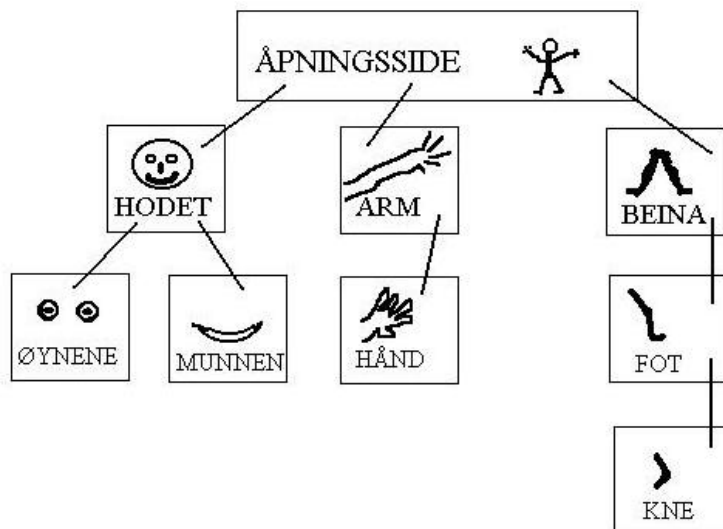 ÅPNINGSSIDE
HODET
ARM
BEINA
ØYNENE
MUNNEN
HÅND
FOT
KNE